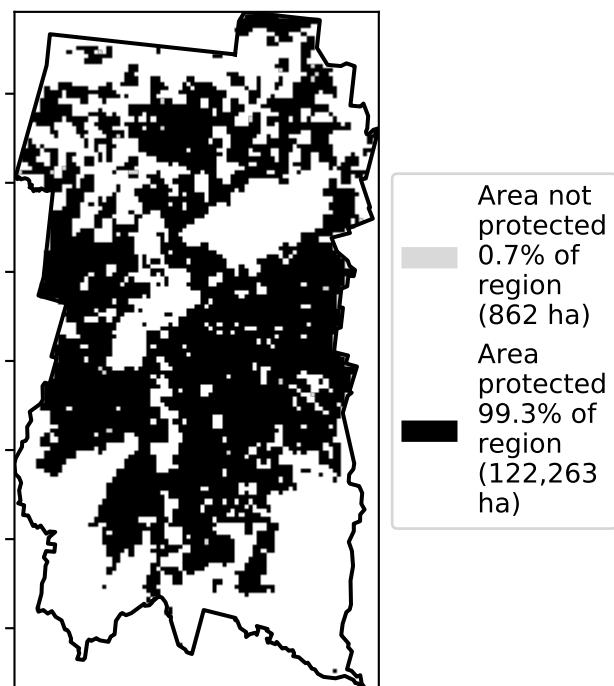 Area not
protected
0.7% of
region
(862 ha)
Area
protected
99.3% of
region
(122,263
ha)